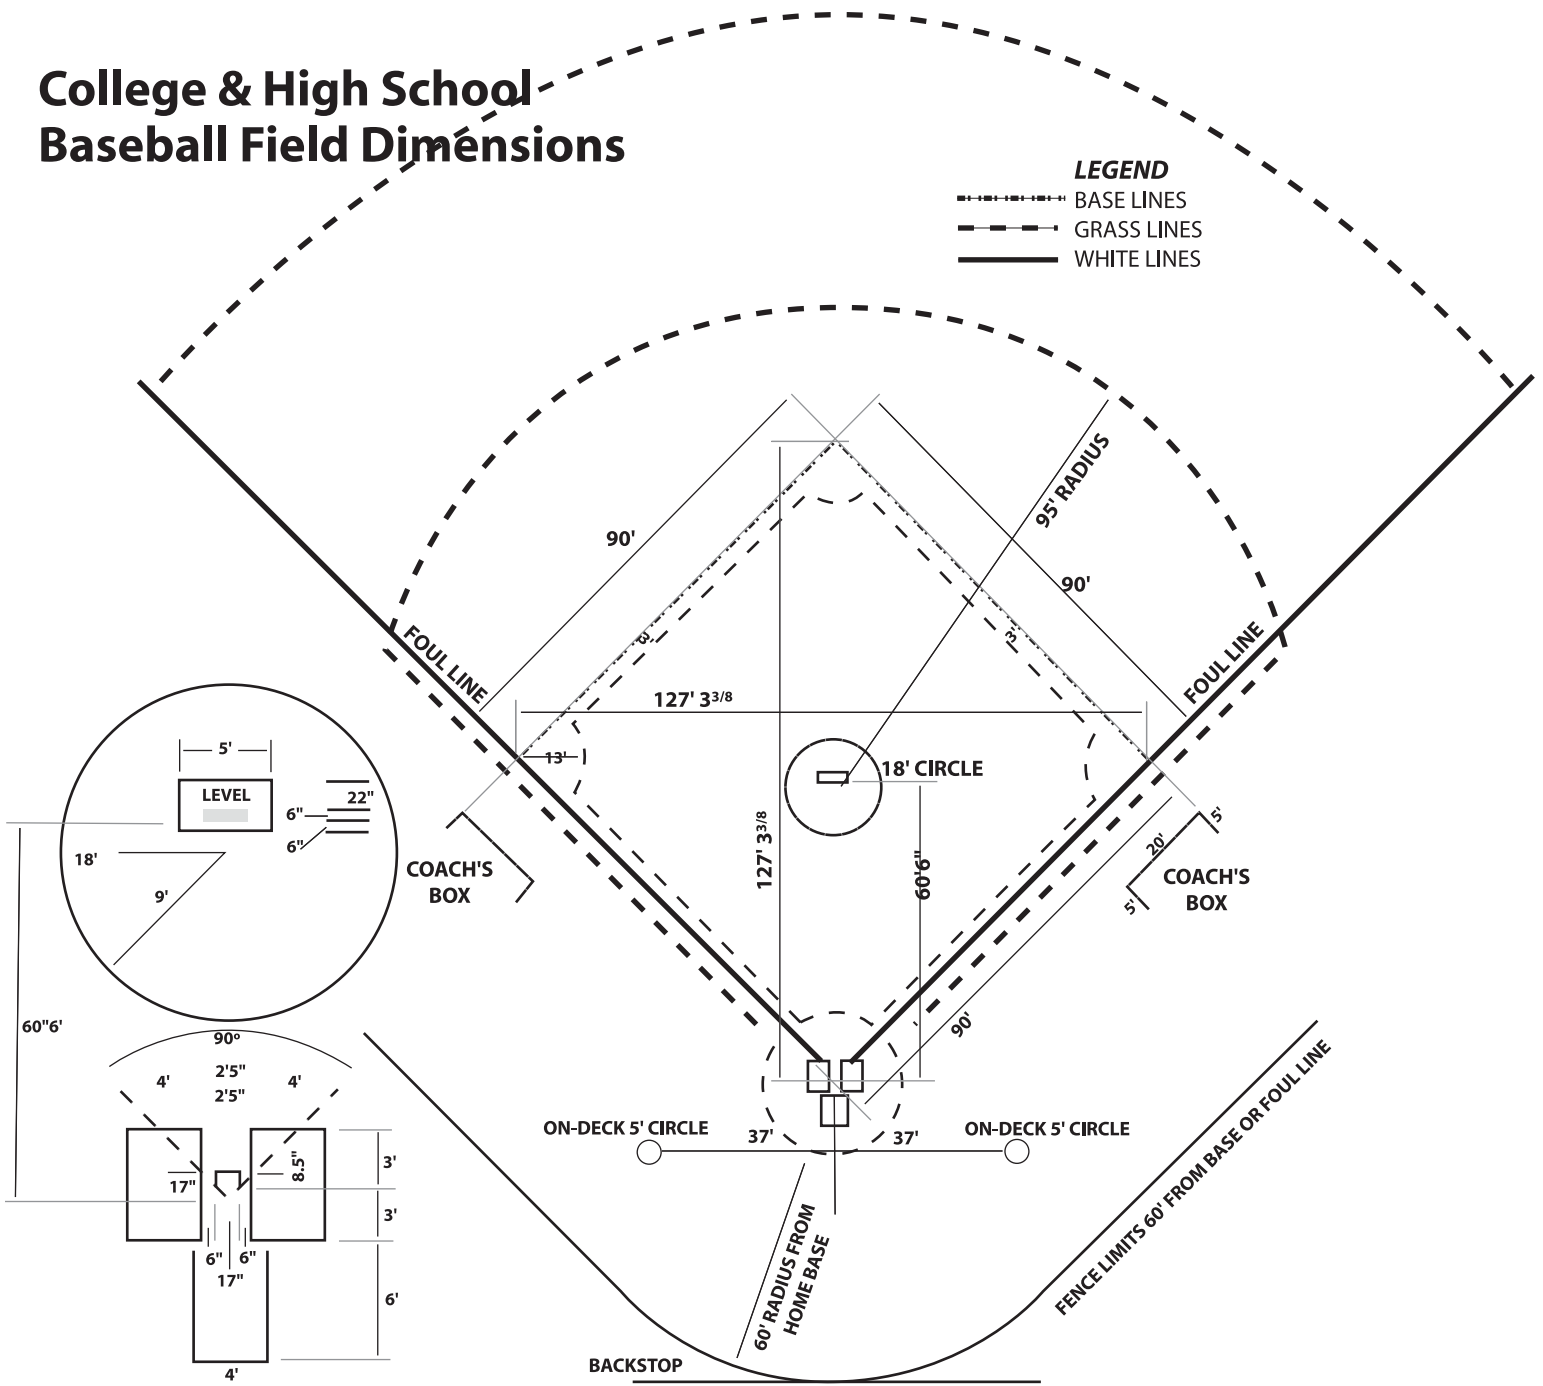 College & High School
Baseball Field Dimensions
LEGEND
BASE LINES
GRASS LINES
WHITE LINES
95' RADIUS
90'
90'
3'
3'
FOUL LINE
FOUL LINE
127' 3 3/8
13'
18' CIRCLE
127' 3 3/8
60'6"
5'
20'
5'
COACH'S
BOX
COACH'S
BOX
90'
5'
LEVEL
22"
6"
6"
18'
9'
60"6'
90º
2'5"
2'5"
4'
4'
17"
8.5"
3'
3'
6"
6"
17"
6'
4'
ON-DECK 5' CIRCLE
37'
37'
ON-DECK 5' CIRCLE
60' RADIUS FROM
HOME BASE
FENCE LIMITS 60' FROM BASE OR FOUL LINE
BACKSTOP